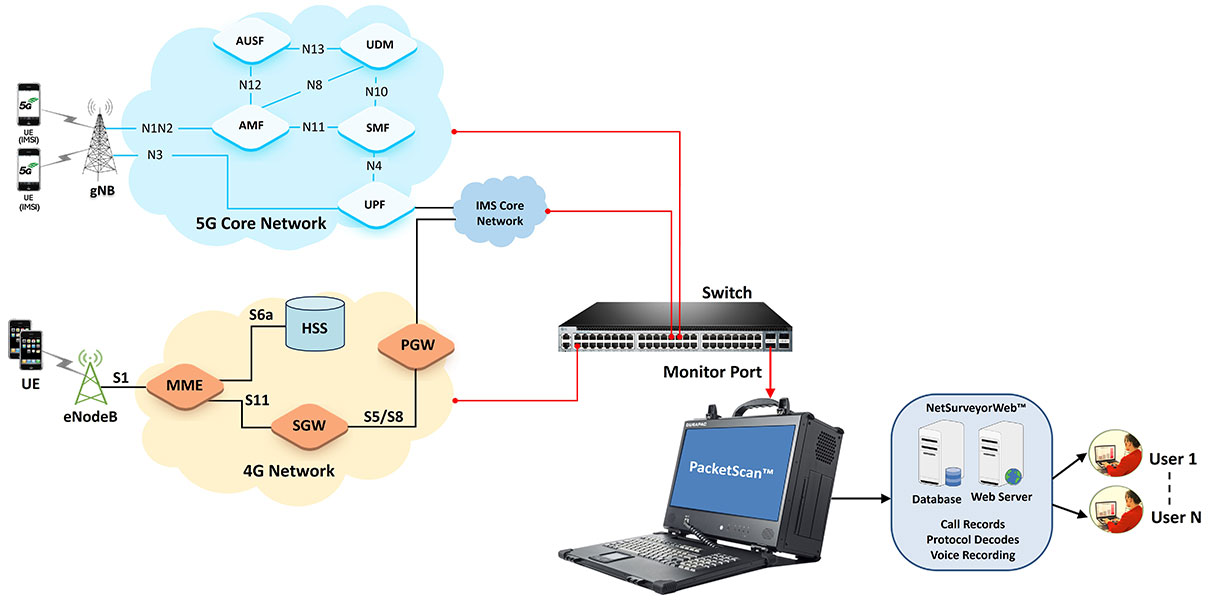 AUSF
N13
UDM
N12
N8
N10
5G
UE
(IMSI)
N1N2
AMF
N11
SMF
N3
N4
5G
UE
(IMSI)
gNB
UPF
5G Core Network
IMS Core
Network
Switch
S6a
HSS
UE
eNodeB
S1
MME
S11
SGW
S5/S8
PGW
4G Network
Monitor Port
DURAPAC
PacketScan™
NetSurveyorWeb™
Database
Web Server
Call Records
Protocol Decodes
Voice Recording
User 1
User N